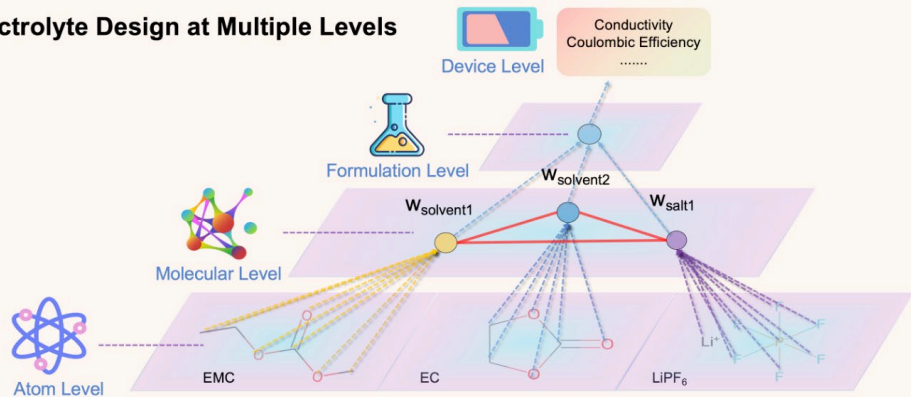 ctrolyte Design at Multiple Levels
Conductivity
Coulombic Efficiency
.......
Device Level
Formulation Level
Wsolvent1
Wsolvent2
Wsalt1
Molecular Level
O
O
O
EMC
O
O
O
EC
Li+
P
F
F
F
F
F
F
LiPF6
Atom Level